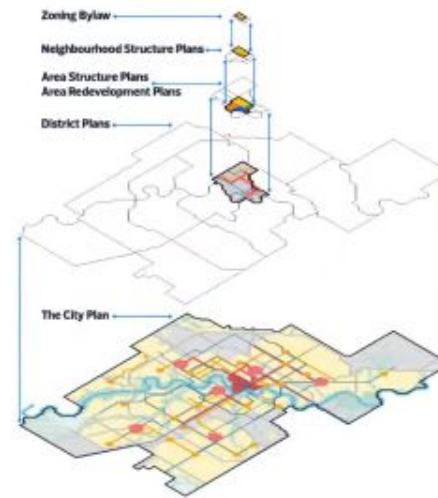 Zoning Bylaw
Neighbourhood Structure Plans
Area Structure Plans
Area Redevelopment Plans
District Plans
The City Plan